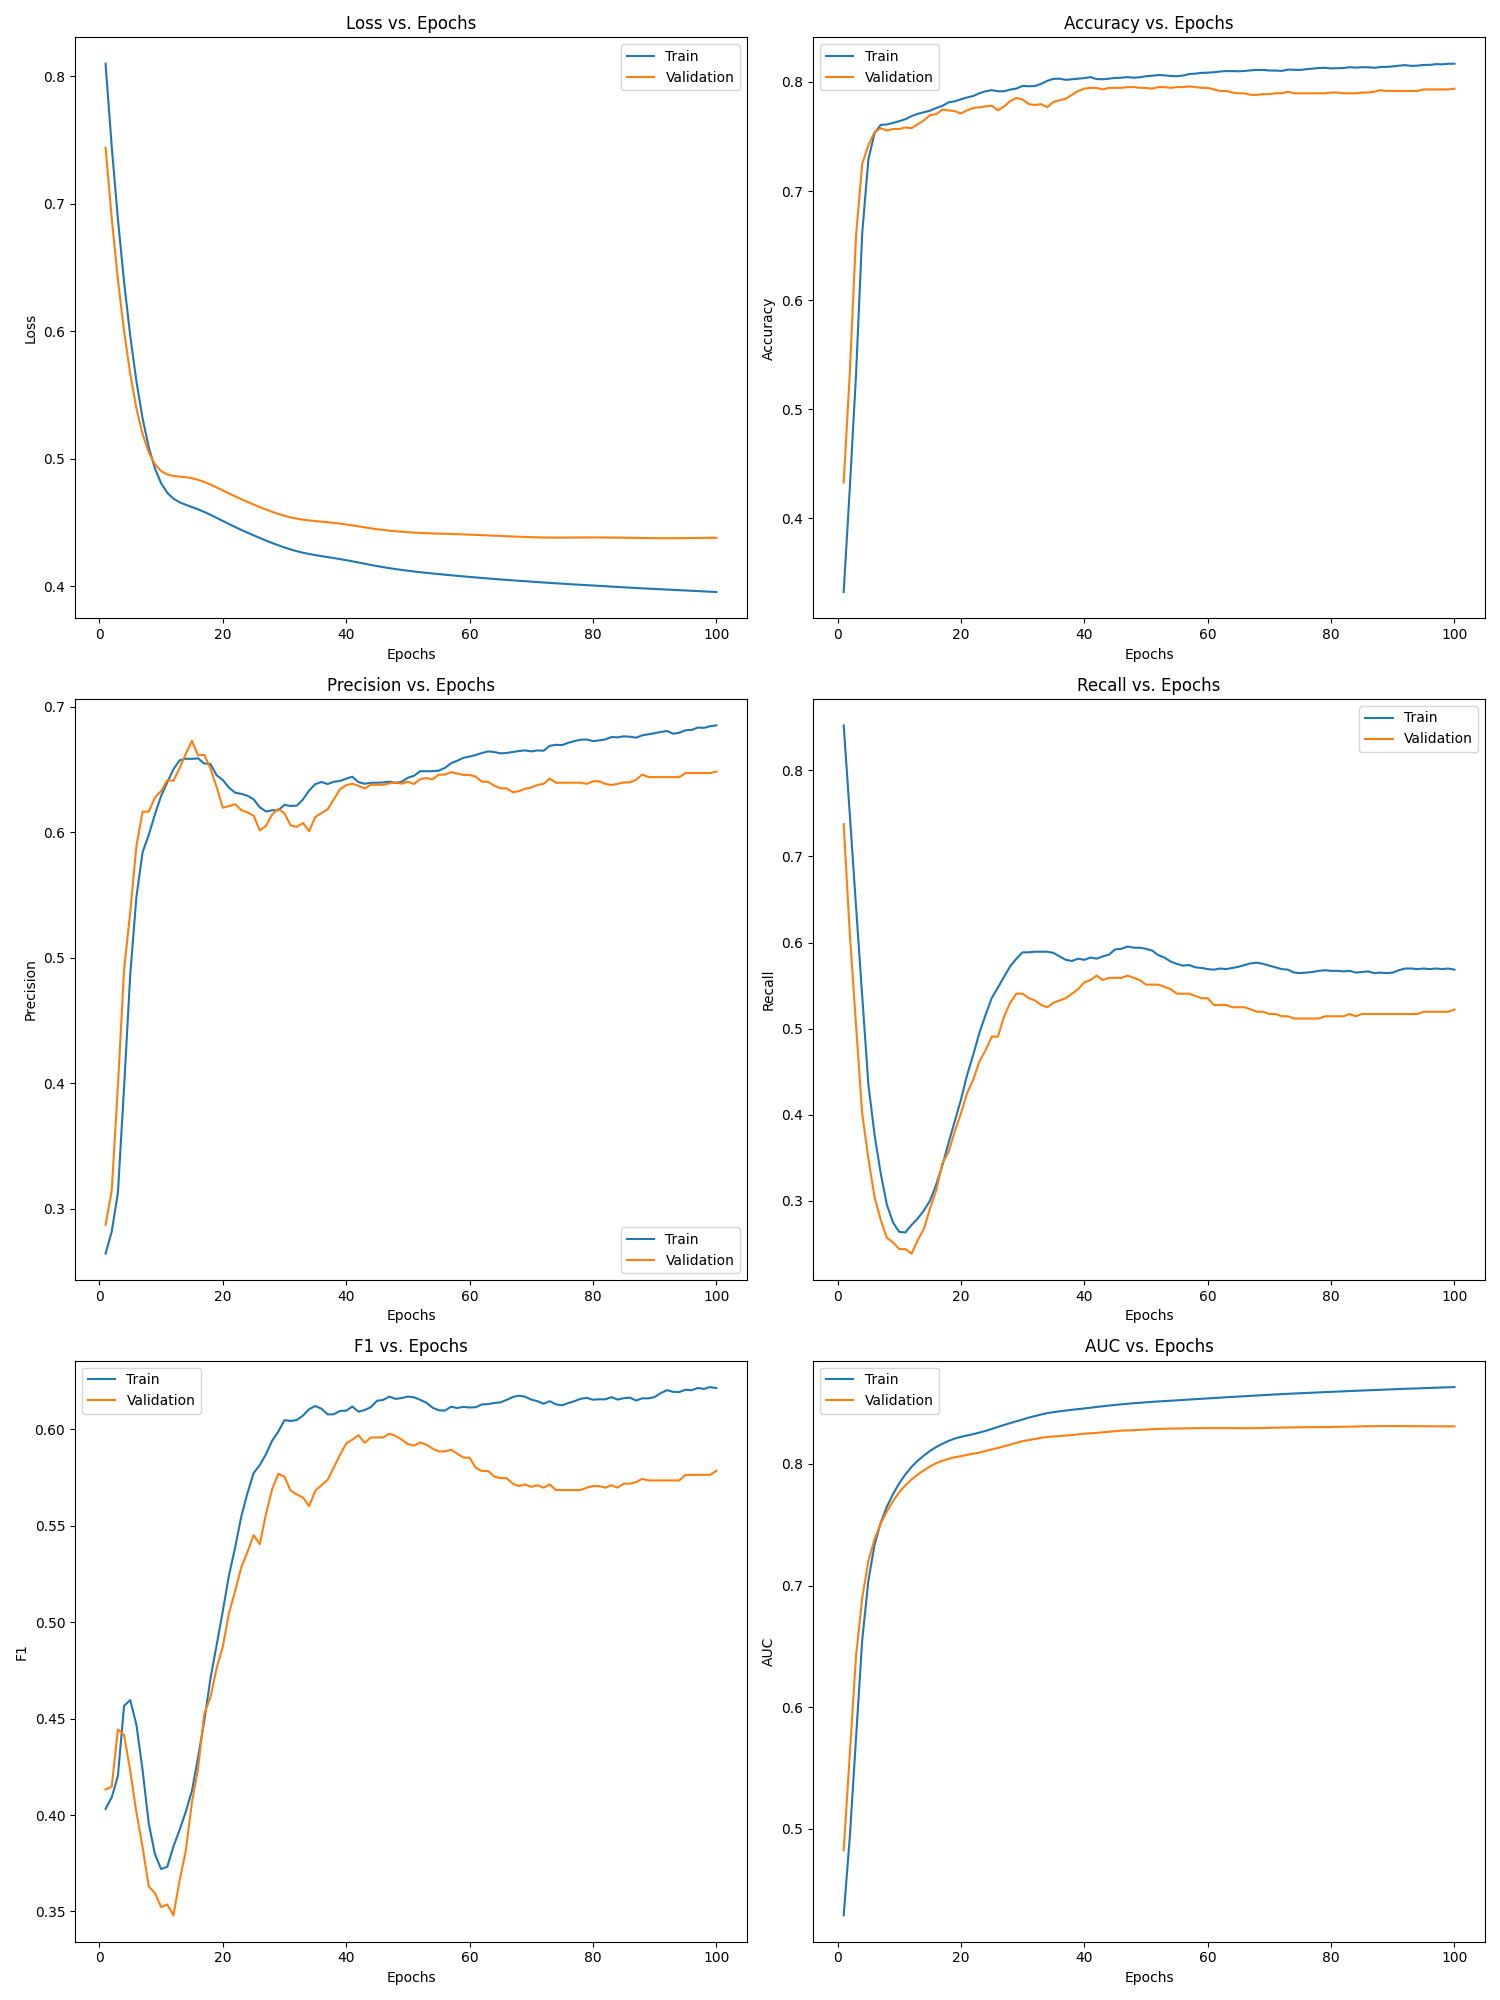 Loss vs. Epochs
Train
Validation
0.8
0.7
0.6
0.5
0.4
Loss
0 20 40 60 80 100
Epochs
Accuracy vs. Epochs
Train
Validation
0.8
0.7
0.6
0.5
0.4
Accuracy
0 20 40 60 80 100
Epochs
Precision vs. Epochs
0.7
0.6
0.5
0.4
0.3
Precision
Train
Validation
0 20 40 60 80 100
Epochs
Recall vs. Epochs
Train
Validation
0.8
0.7
0.6
0.5
0.4
0.3
Recall
0 20 40 60 80 100
Epochs
F1 vs. Epochs
Train
Validation
0.60
0.55
0.50
0.45
0.40
0.35
F1
0 20 40 60 80 100
Epochs
AUC vs. Epochs
Train
Validation
0.8
0.7
0.6
0.5
AUC
0 20 40 60 80 100
Epochs